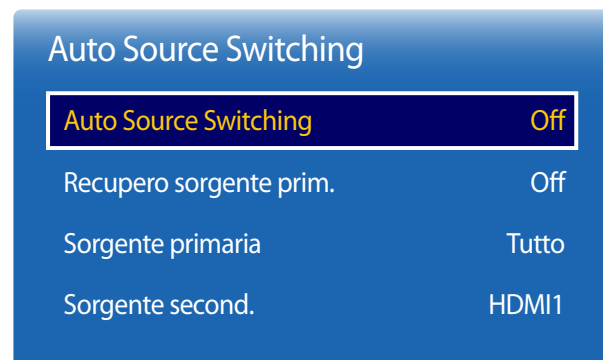 Auto Source Switching
Auto Source Switching Off
Recupero sorgente prim. Off
Sorgente primaria Tutto
Sorgente second. HDMI1